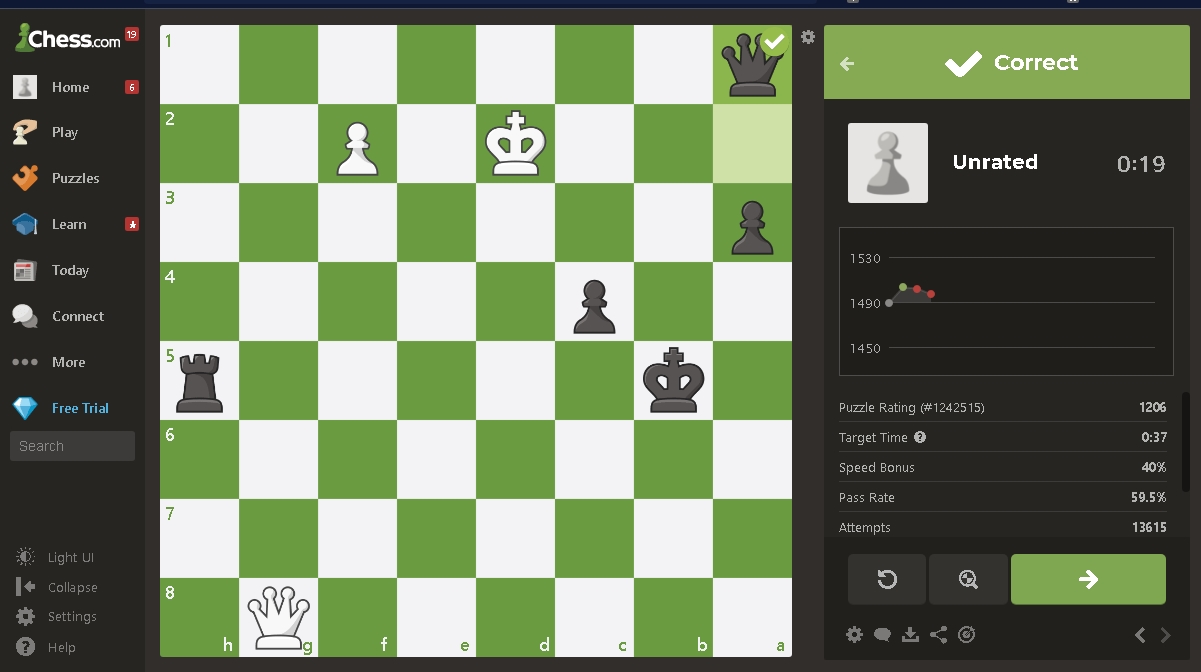 Chess.com 19
Home 6
Play
Puzzles
Learn
Today
Connect
More
Free Trial
Search
Light UI
Collapse
Settings
Help
1
2
3
4
5
6
7
8
h g f e d c b a
Correct
Unrated 0:19
1530
1490
1450
Puzzle Rating (#1242515) 1206
Target Time ? 0:37
Speed Bonus 40%
Pass Rate 59.5%
Attempts 13615